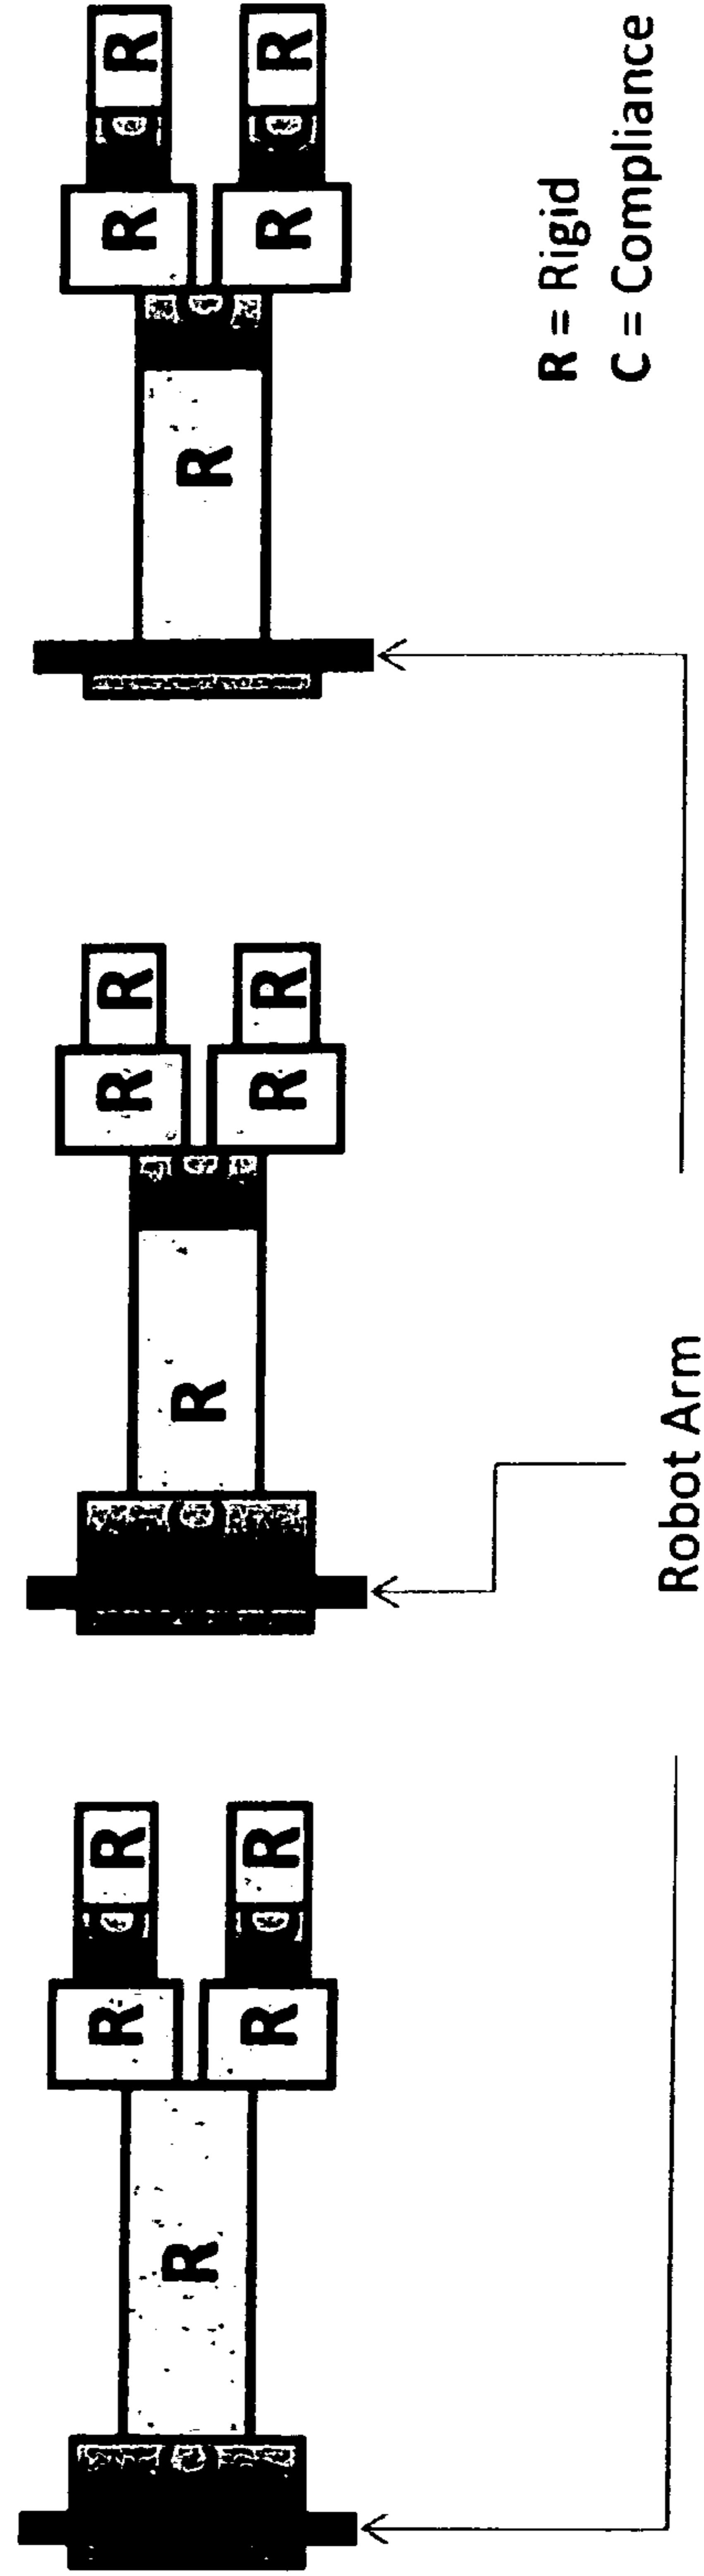 R R R R R R
R R R
R R R R R R
R = Rigid
C = Compliance
Robot Arm